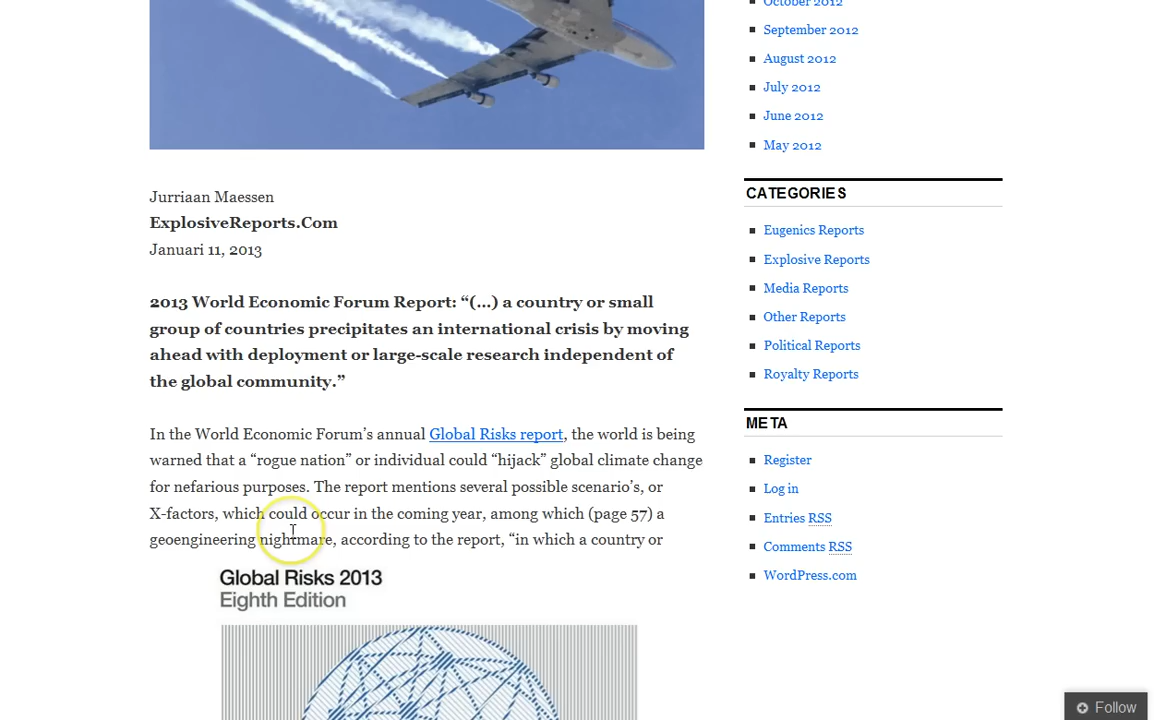 October 2012
September 2012
August 2012
July 2012
June 2012
May 2012
Jurriaan Maessen
ExplosiveReports.Com
Januari 11, 2013
2013 World Economic Forum Report: “(…) a country or small
group of countries precipitates an international crisis by moving
ahead with deployment or large-scale research independent of
the global community.”
In the World Economic Forum’s annual Global Risks report, the world is being
warned that a “rogue nation” or individual could “hijack” global climate change
for nefarious purposes. The report mentions several possible scenario’s, or
X-factors, which could occur in the coming year, among which (page 57) a
geoengineering nightmare, according to the report, “in which a country or
Global Risks 2013
Eighth Edition
CATEGORIES
Eugenics Reports
Explosive Reports
Media Reports
Other Reports
Political Reports
Royalty Reports
META
Register
Log in
Entries RSS
Comments RSS
WordPress.com
Follow